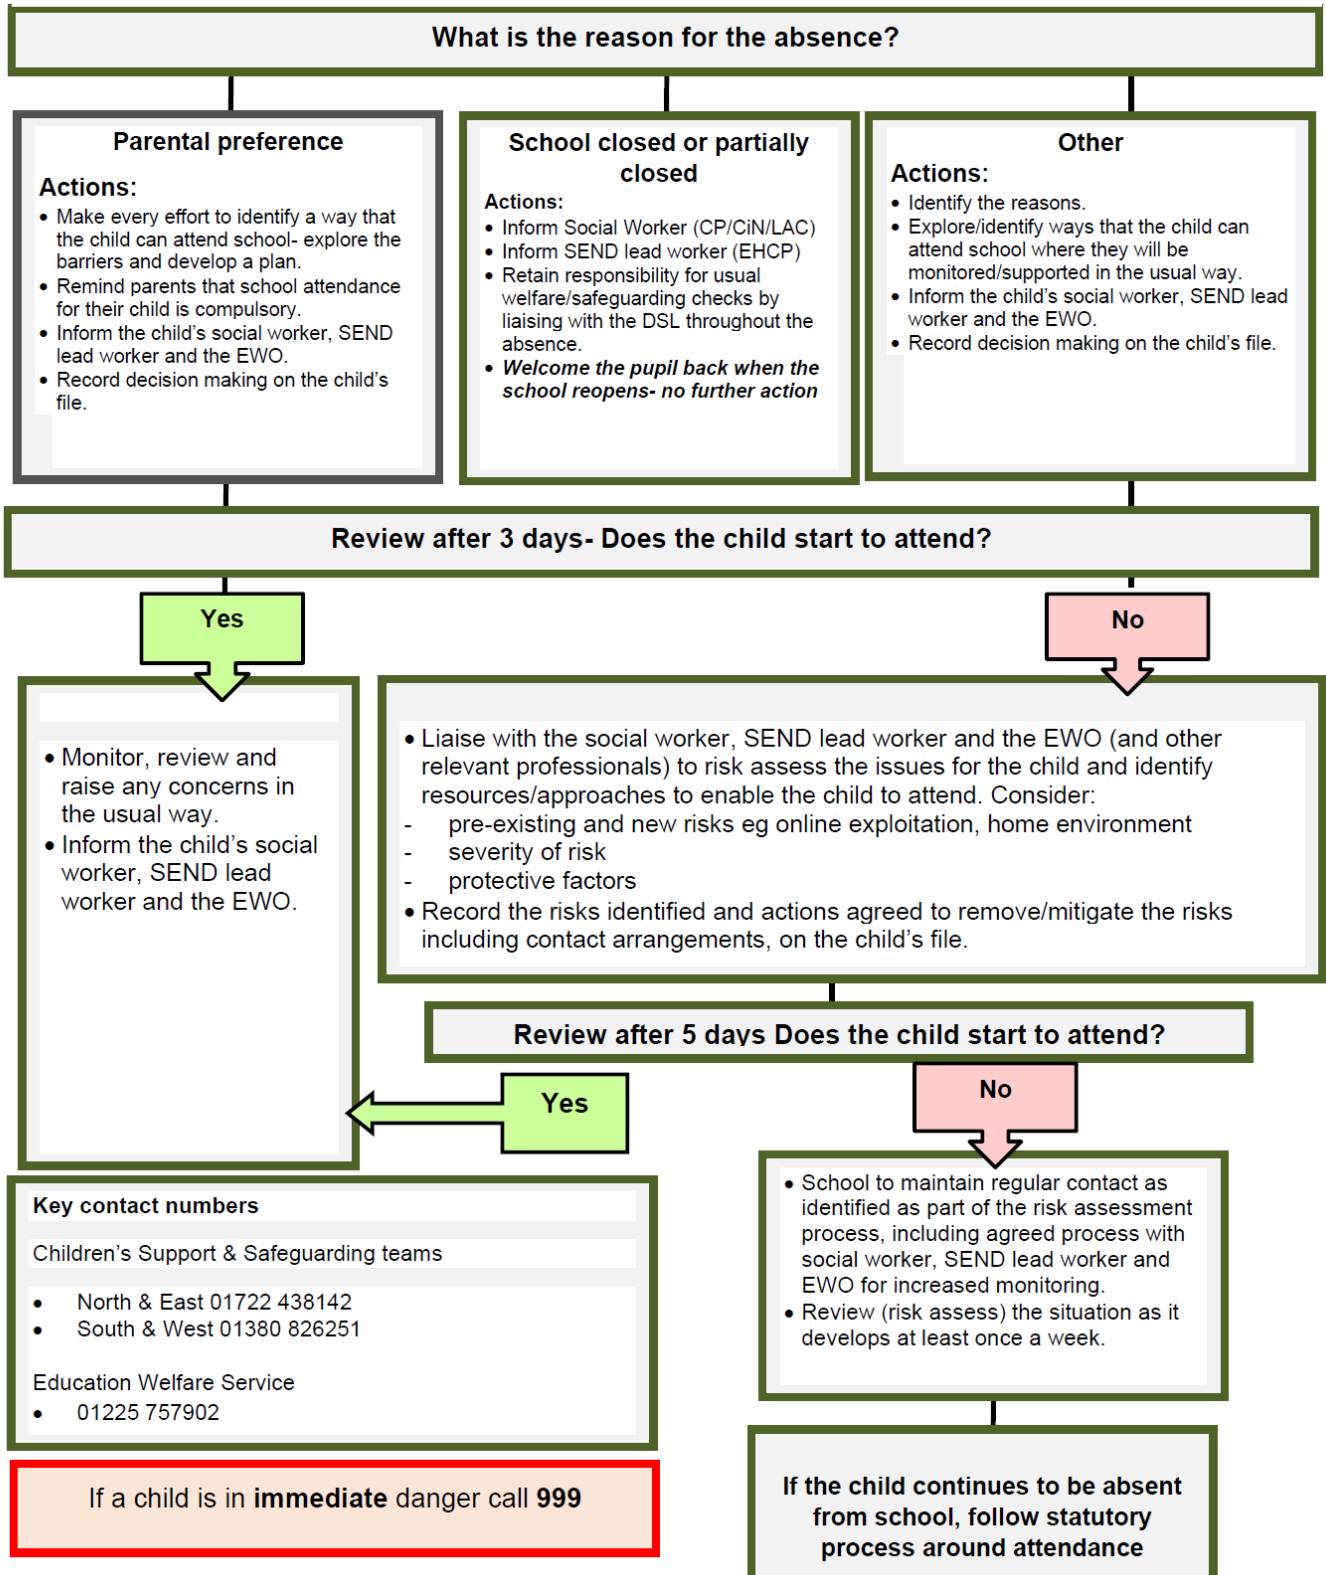 What is the reason for the absence?
Parental preference
Actions:
• Make every effort to identify a way that
the child can attend school- explore the
barriers and develop a plan.
• Remind parents that school attendance
for their child is compulsory.
• Inform the child's social worker, SEND
lead worker and the EWO.
• Record decision making on the child's
file.
School closed or partially
closed
Actions:
• Inform Social Worker (CP/CiN/LAC)
• Inform SEND lead worker (EHCP)
• Retain responsibility for usual
welfare/safeguarding checks by
liaising with the DSL throughout the
absence.
• Welcome the pupil back when the
school reopens- no further action
Other
Actions:
• Identify the reasons.
• Explore/identify ways that the child can
attend school where they will be
monitored/supported in the usual way.
• Inform the child's social worker, SEND lead
worker and the EWO.
• Record decision making on the child's file.
Review after 3 days- Does the child start to attend?
Yes
No
• Monitor, review and
raise any concerns in
the usual way.
• Inform the child's social
worker, SEND lead
worker and the EWO.
• Liaise with the social worker, SEND lead worker and the EWO (and other
relevant professionals) to risk assess the issues for the child and identify
resources/approaches to enable the child to attend. Consider:
- pre-existing and new risks eg online exploitation, home environment
- severity of risk
- protective factors
• Record the risks identified and actions agreed to remove/mitigate the risks
including contact arrangements, on the child's file.
Review after 5 days Does the child start to attend?
Yes
No
• School to maintain regular contact as
identified as part of the risk assessment
process, including agreed process with
social worker, SEND lead worker and
EWO for increased monitoring.
• Review (risk assess) the situation as it
develops at least once a week.
Key contact numbers
Children's Support & Safeguarding teams
• North & East 01722 438142
• South & West 01380 826251
Education Welfare Service
• 01225 757902
If a child is in immediate danger call 999
If the child continues to be absent
from school, follow statutory
process around attendance